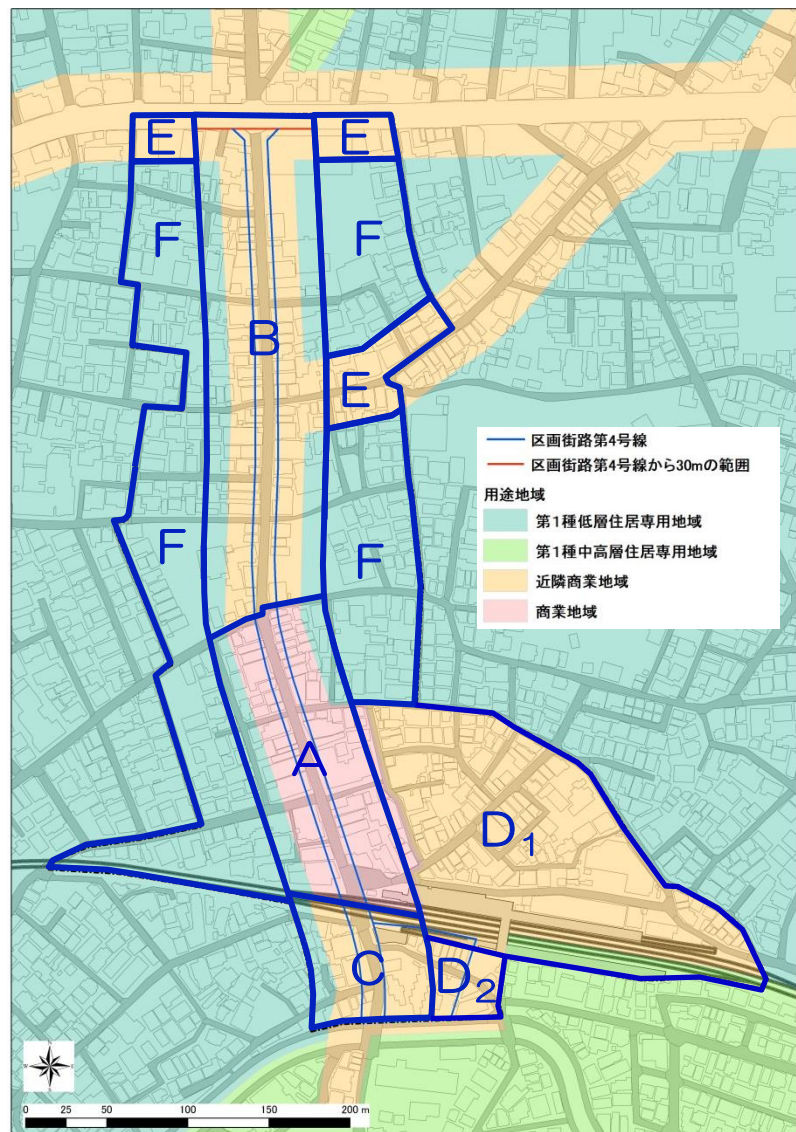 E
E
F
F
B
E
区画街路第4号線
区画街路第4号線から30mの範囲
用途地域
第1種低層住居専用地域
第1種中高層住居専用地域
近隣商業地域
商業地域
F
F
A
D1
C
D2
N
W
E
S
0 25 50 100 150 200 m